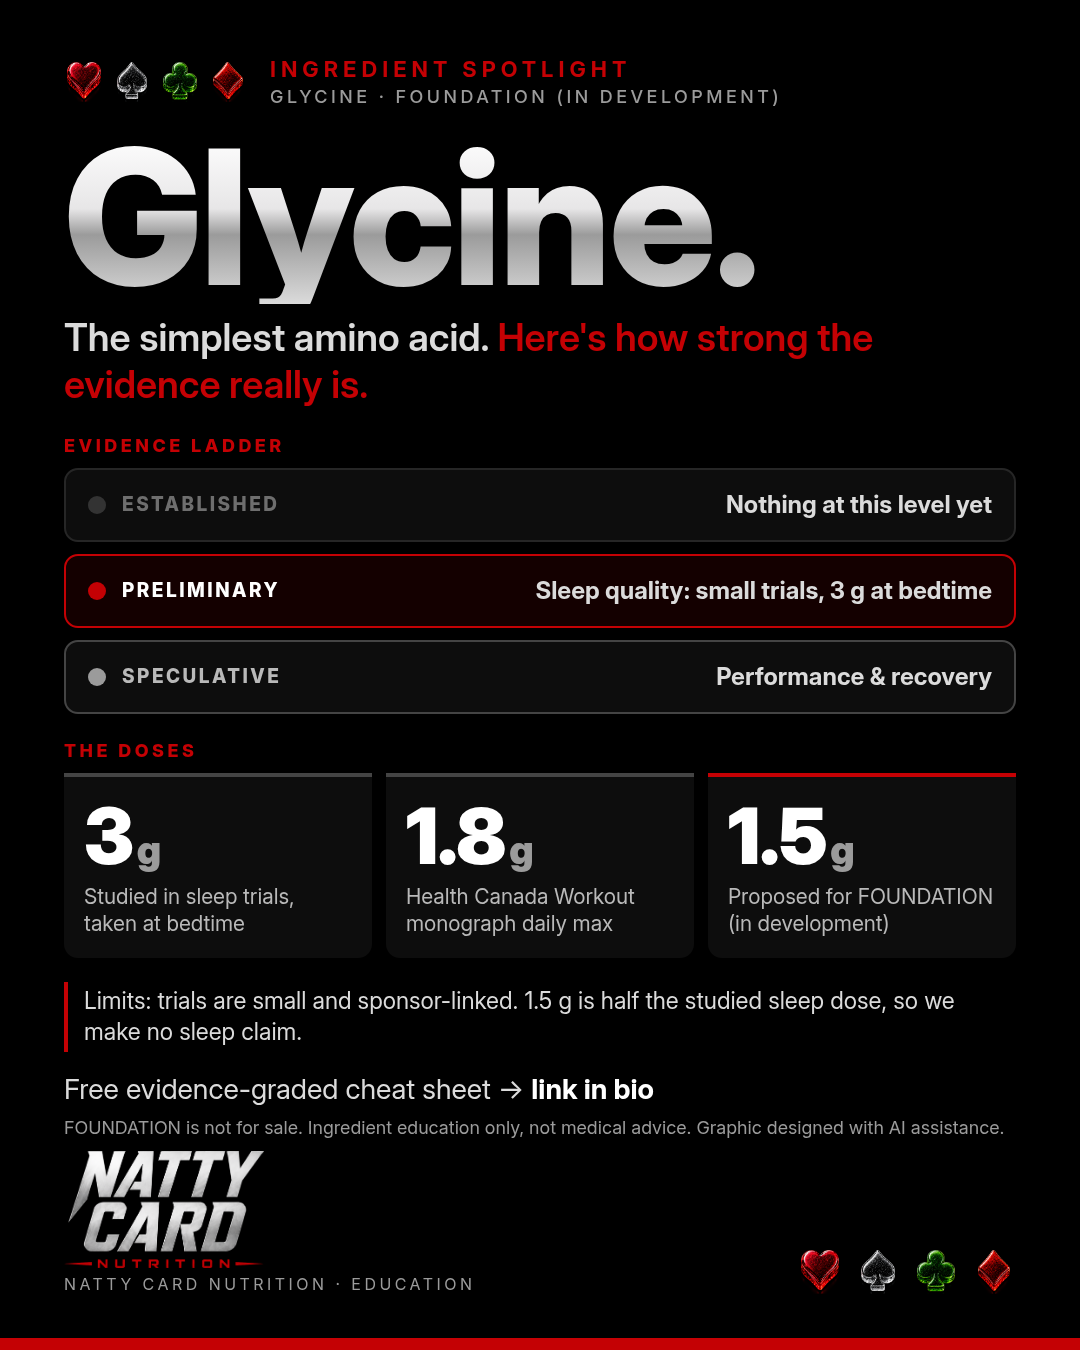 INGREDIENT SPOTLIGHT
GLYCINE · FOUNDATION (IN DEVELOPMENT)
Glycine.
The simplest amino acid. Here's how strong the
evidence really is.
EVIDENCE LADDER
ESTABLISHED Nothing at this level yet
PRELIMINARY Sleep quality: small trials, 3 g at bedtime
SPECULATIVE Performance & recovery
THE DOSES
3 g
Studied in sleep trials,
taken at bedtime
1.8 g
Health Canada Workout
monograph daily max
1.5 g
Proposed for FOUNDATION
(in development)
Limits: trials are small and sponsor-linked. 1.5 g is half the studied sleep dose, so we
make no sleep claim.
Free evidence-graded cheat sheet → link in bio
FOUNDATION is not for sale. Ingredient education only, not medical advice. Graphic designed with AI assistance.
NATTY
CARD
NUTRITION
NATTY CARD NUTRITION · EDUCATION